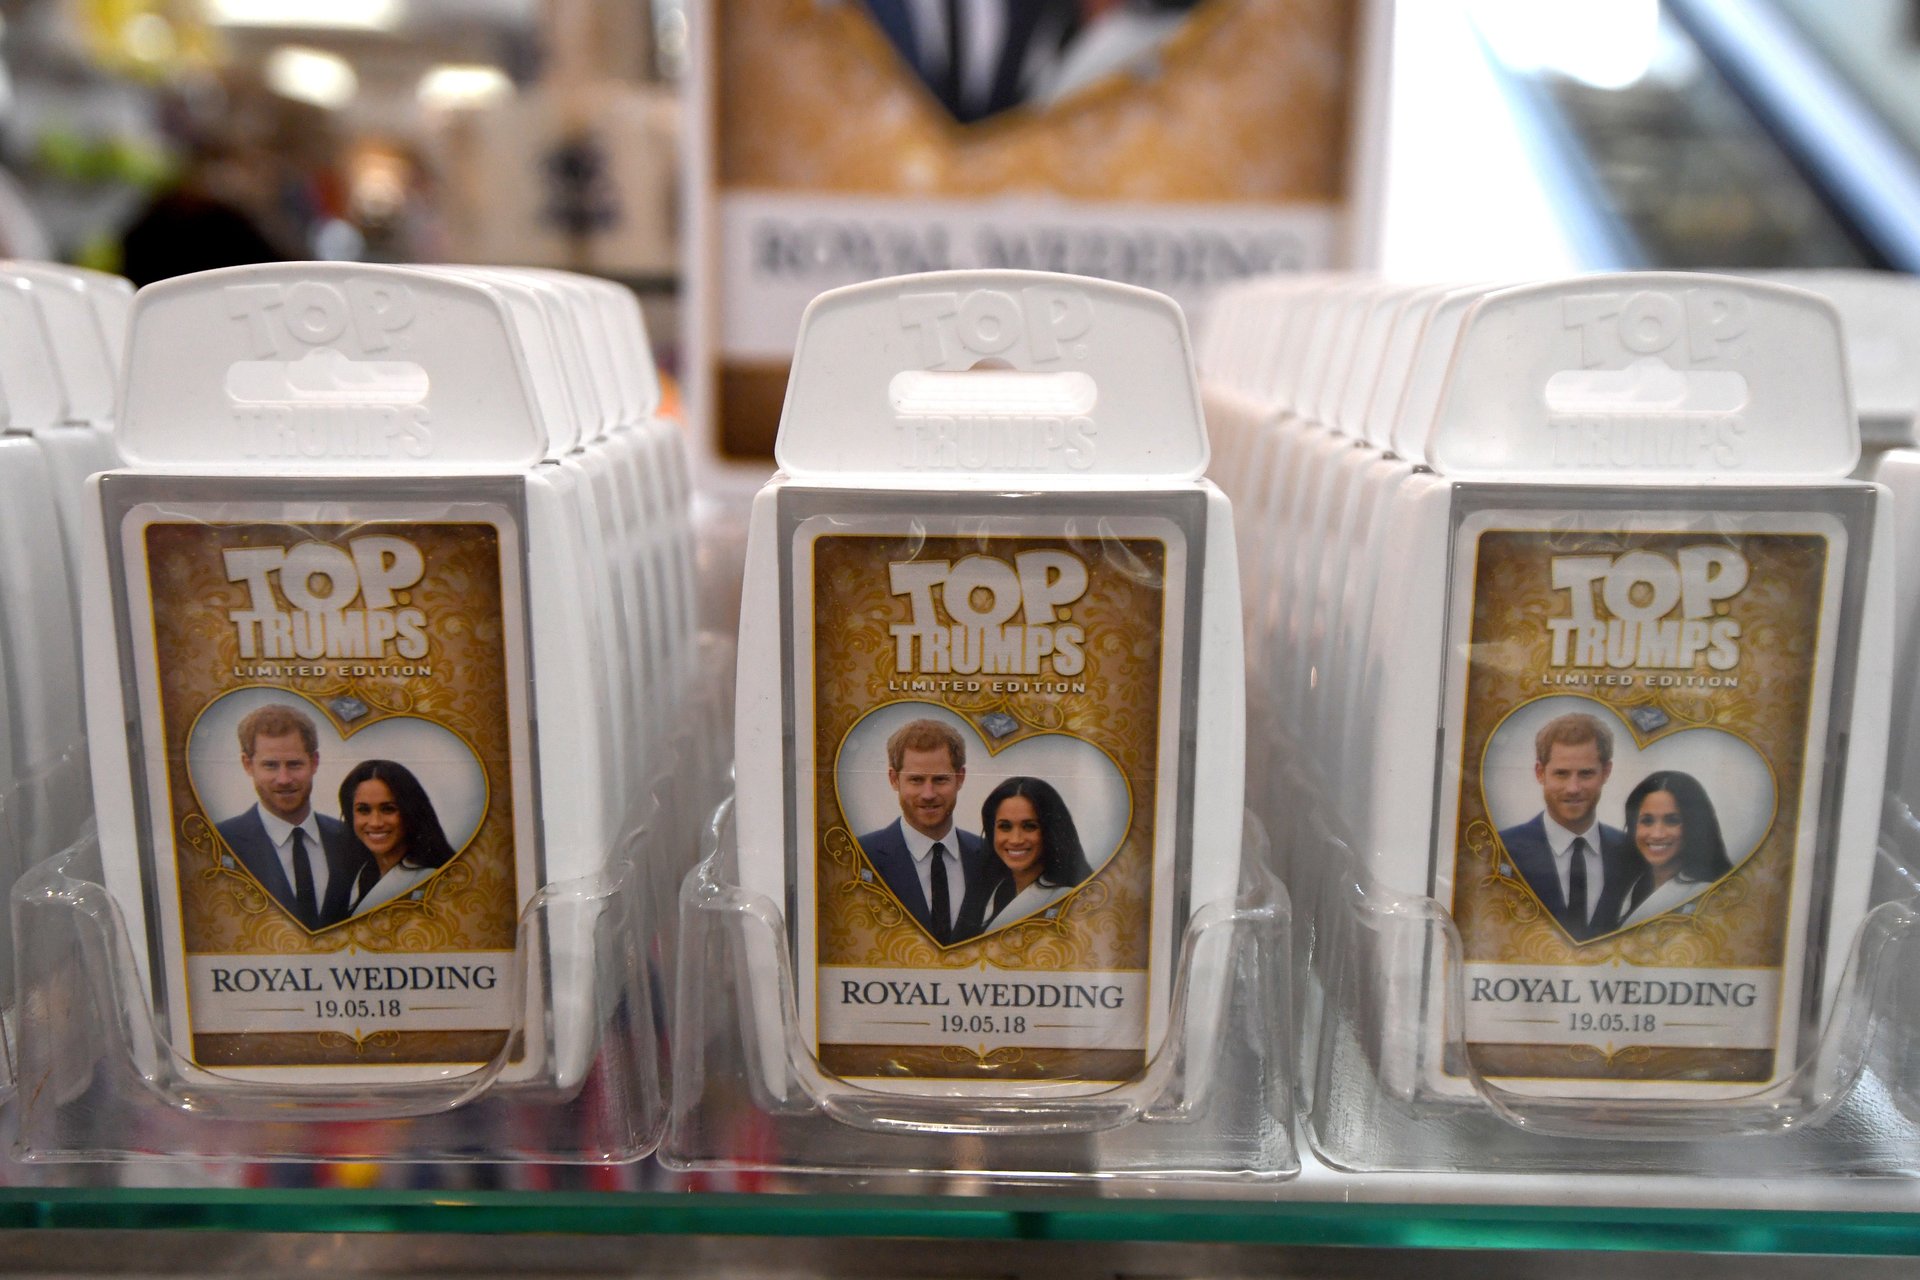 ROYAL WEDDING
TOP
TRUMPS
TOP
TRUMPS
TOP
TRUMPS
TOP
TRUMPS
LIMITED EDITION
ROYAL WEDDING
19.05.18
TOP
TRUMPS
LIMITED EDITION
ROYAL WEDDING
19.05.18
TOP
TRUMPS
LIMITED EDITION
ROYAL WEDDING
19.05.18